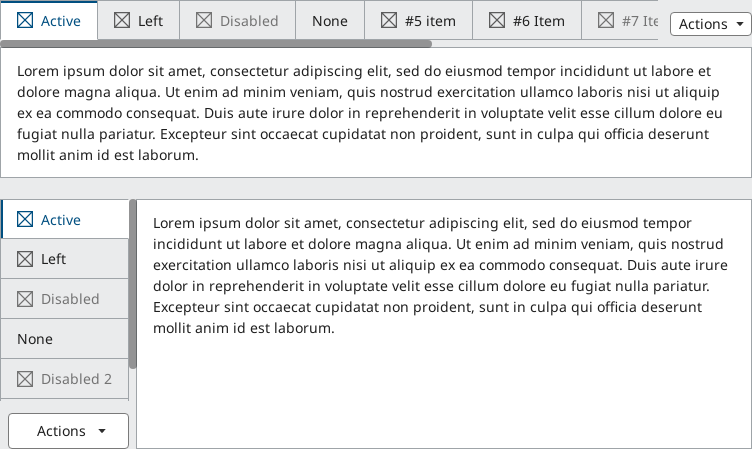 Active
Left
Disabled
None
#5 item
#6 Item
#7
Actions
Lorem ipsum dolor sit amet, consectetur adipiscing elit, sed do eiusmod tempor incididunt ut labore et
dolore magna aliqua. Ut enim ad minim veniam, quis nostrud exercitation ullamco laboris nisi ut aliquip
ex ea commodo consequat. Duis aute irure dolor in reprehenderit in voluptate velit esse cillum dolore eu
fugiat nulla pariatur. Excepteur sint occaecat cupidatat non proident, sunt in culpa qui officia deserunt
mollit anim id est laborum.
Active
Left
Disabled
None
Disabled 2
Actions
Lorem ipsum dolor sit amet, consectetur adipiscing elit, sed do eiusmod tempor
incididunt ut labore et dolore magna aliqua. Ut enim ad minim veniam, quis nostrud
exercitation ullamco laboris nisi ut aliquip ex ea commodo consequat. Duis aute irure
dolor in reprehenderit in voluptate velit esse cillum dolore eu fugiat nulla pariatur.
Excepteur sint occaecat cupidatat non proident, sunt in culpa qui officia deserunt
mollit anim id est laborum.